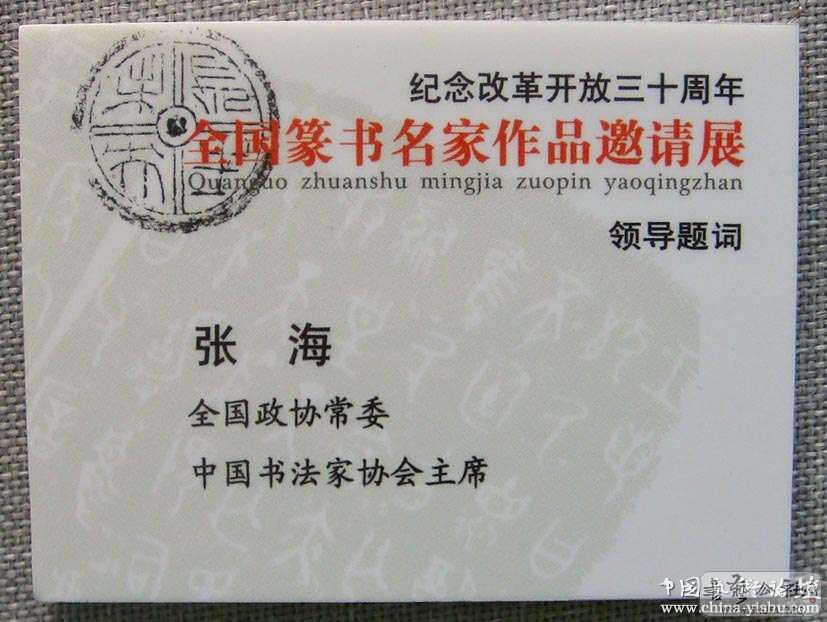 纪念改革开放三十周年
全国篆书名家作品邀请展
Quanguo zhuanshu mingjia zuopin yaoqingzhan
领导题词
张 海
全国政协常委
中国书法家协会主席
www.china-yishu.com